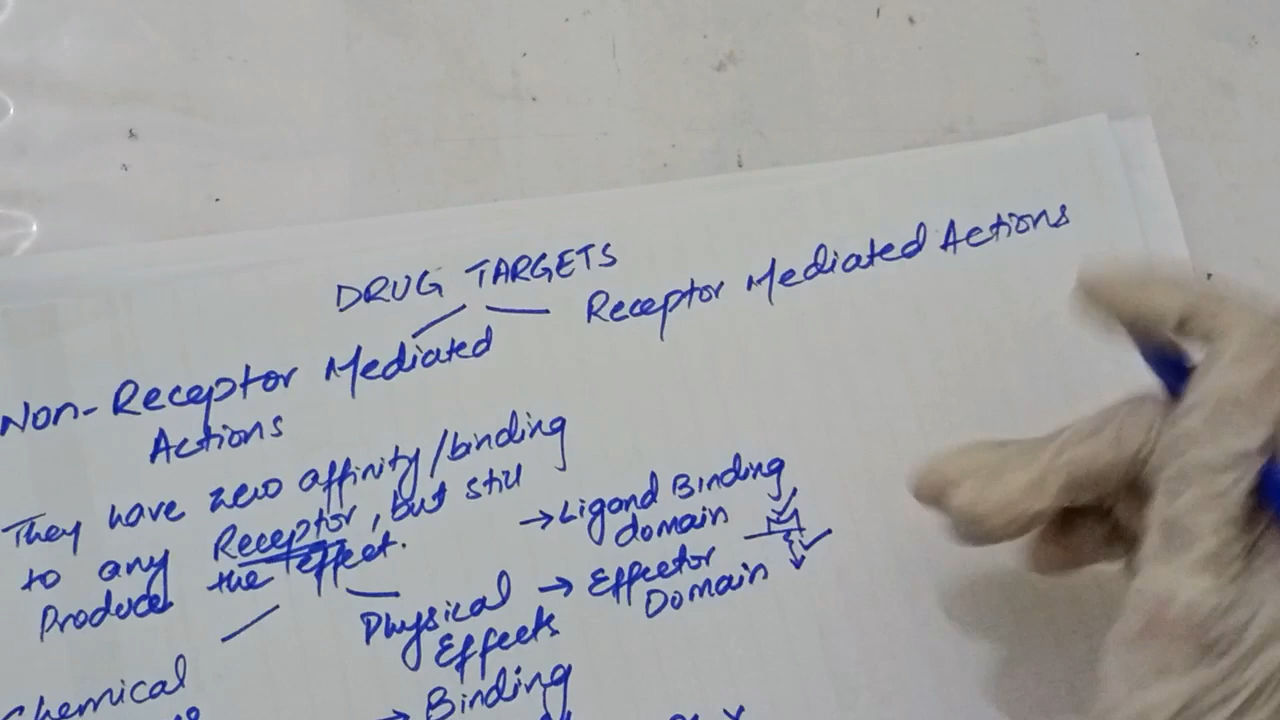 DRUG TARGETS
Receptor Mediated Actions
Non-Receptor Mediated
Actions
They have zero affinity/binding
to any Receptor, but still
Produces the effect.
→ Ligand Binding
domain
→ Effector
Domain
Physical
Effects
Chemical
→ Binding